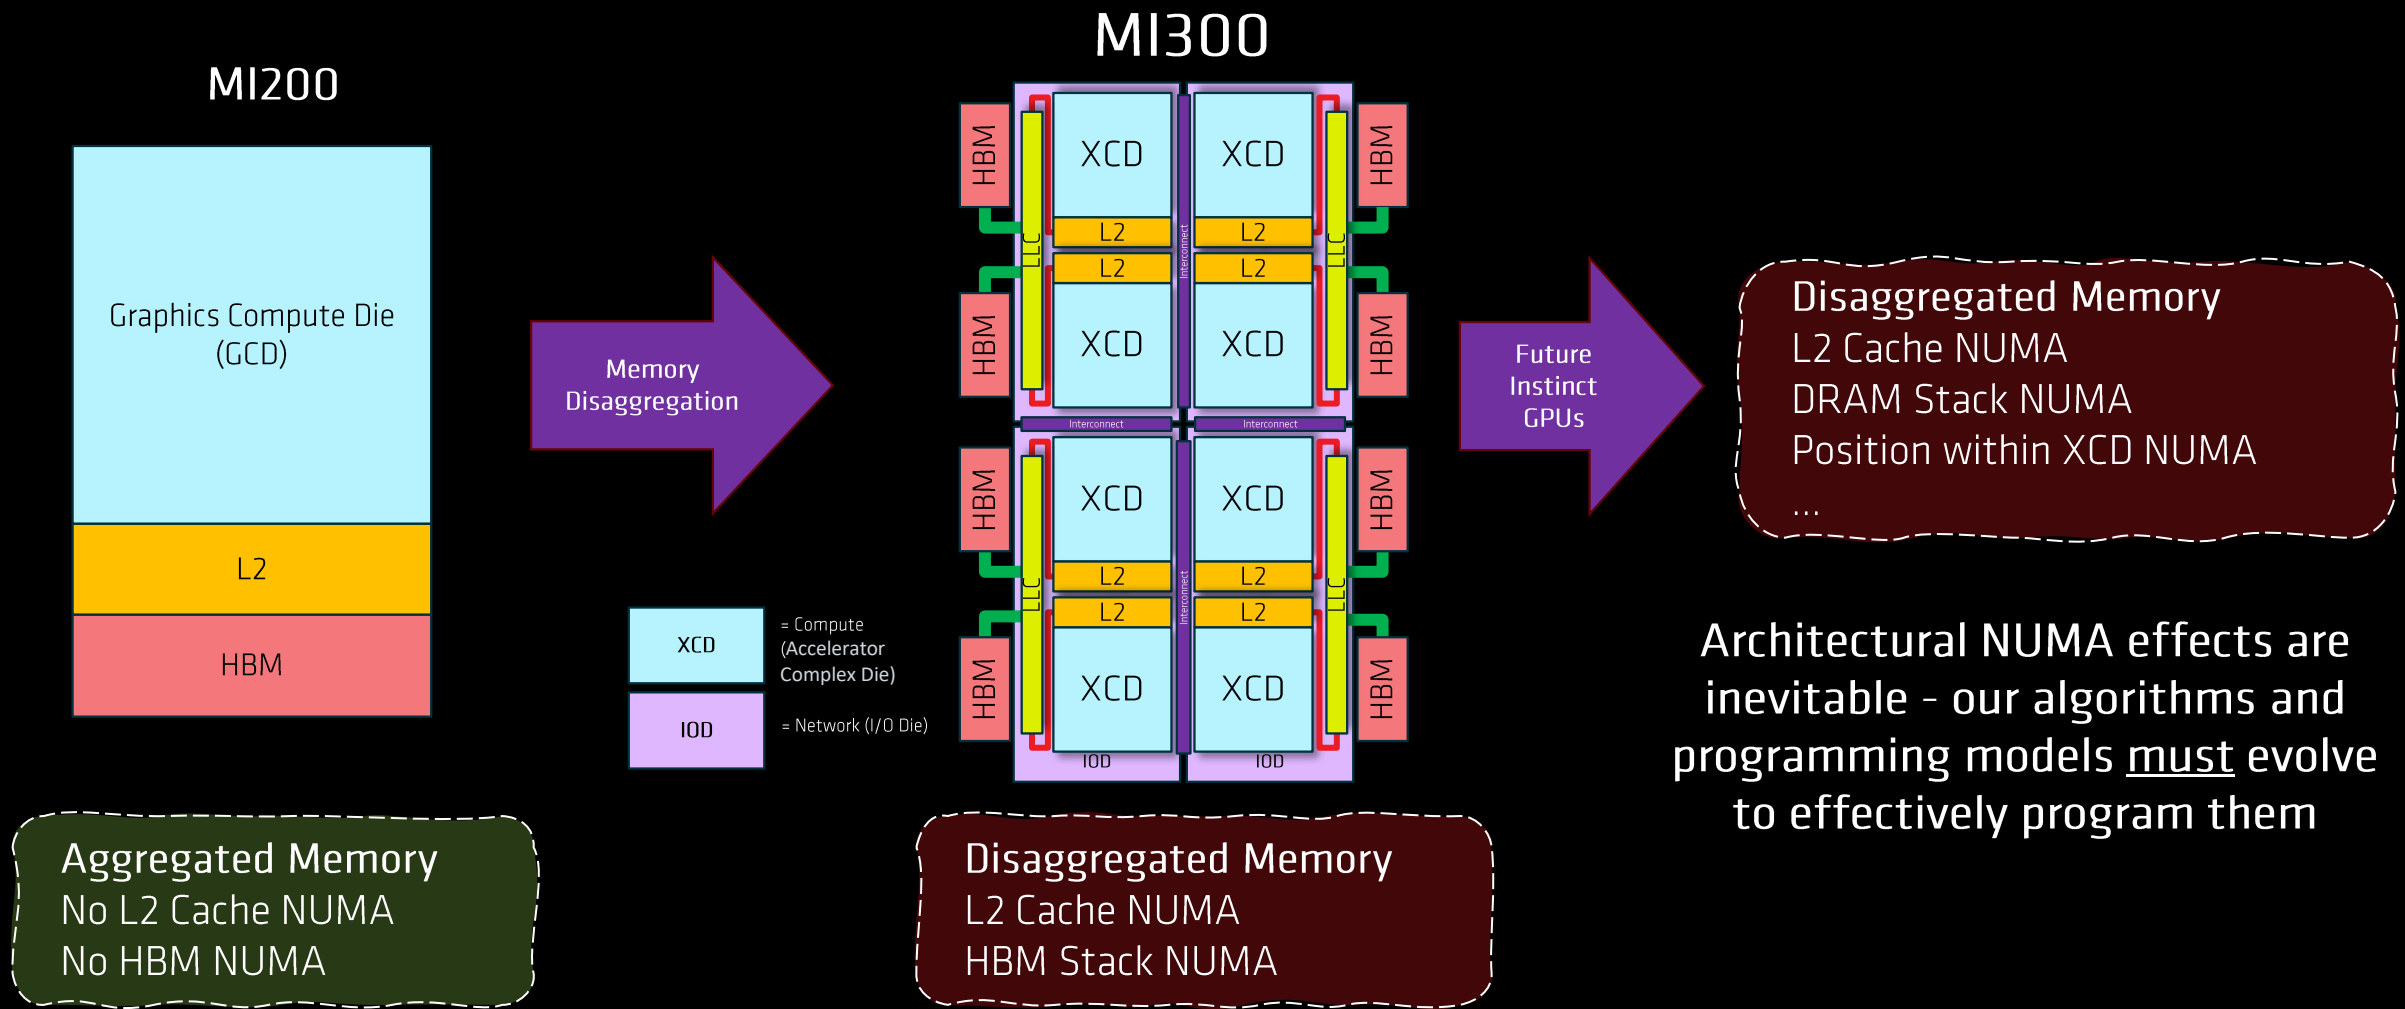 MI200
Graphics Compute Die
(GCD)
L2
HBM
Aggregated Memory
No L2 Cache NUMA
No HBM NUMA
Memory
Disaggregation
XCD
= Compute
(Accelerator
Complex Die)
IOD
= Network (I/O Die)
MI300
HBM
LLC
XCD
XCD
LLC
HBM
L2
L2
Interconnect
L2
L2
HBM
XCD
XCD
HBM
Interconnect
Interconnect
HBM
LLC
XCD
XCD
LLC
HBM
L2
L2
Interconnect
L2
L2
HBM
XCD
XCD
HBM
IOD
IOD
Disaggregated Memory
L2 Cache NUMA
HBM Stack NUMA
Future
Instinct
GPUs
Disaggregated Memory
L2 Cache NUMA
DRAM Stack NUMA
Position within XCD NUMA
...
Architectural NUMA effects are
inevitable - our algorithms and
programming models must evolve
to effectively program them